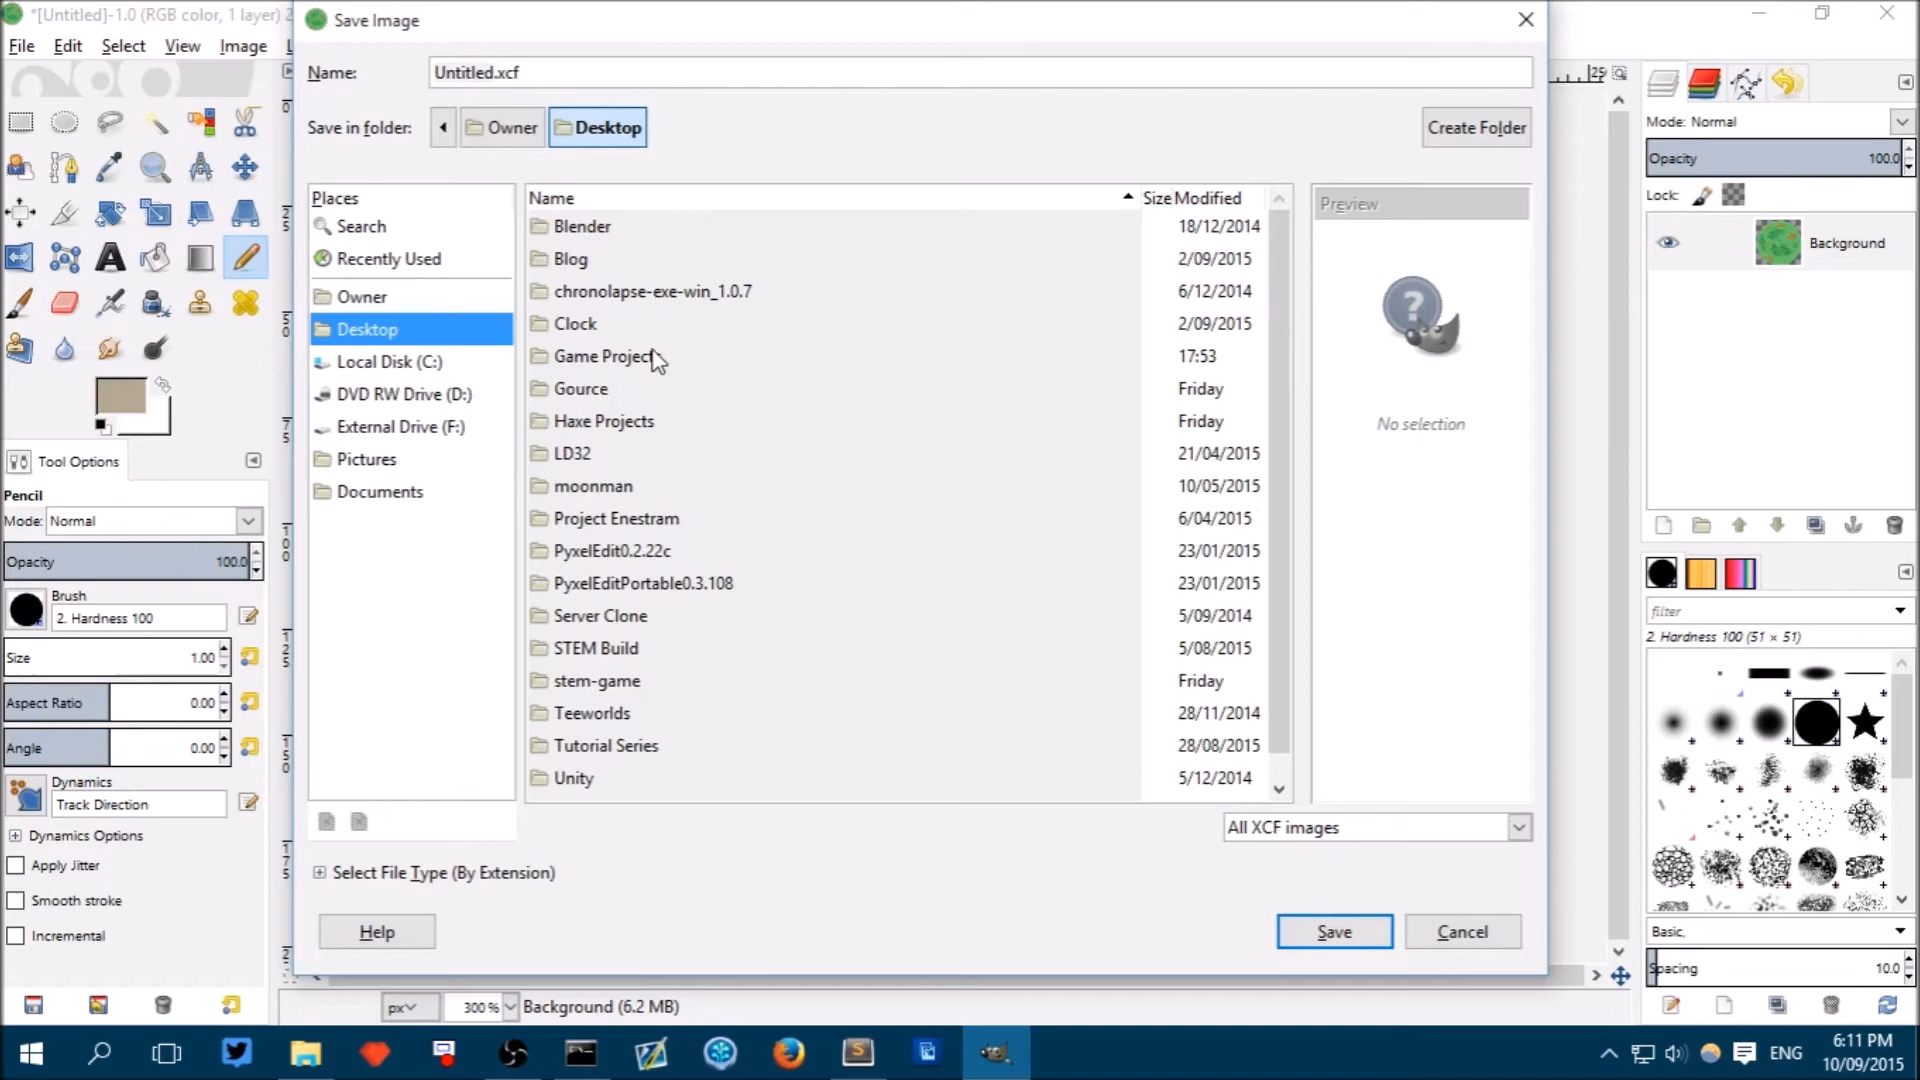 *[Untitled]-1.0 (RGB color, 1 layer) 2
File Edit Select View Image L
Save Image
Name: Untitled.xcf
Save in folder: Owner Desktop Create Folder
Places
Search
Recently Used
Owner
Desktop
Local Disk (C:)
DVD RW Drive (D:)
External Drive (F:)
Pictures
Documents
Name Size Modified
Blender 18/12/2014
Blog 2/09/2015
chronolapse-exe-win_1.0.7 6/12/2014
Clock 2/09/2015
Game Project 17:53
Gource Friday
Haxe Projects Friday
LD32 21/04/2015
moonman 10/05/2015
Project Enestram 6/04/2015
PyxelEdit0.2.22c 23/01/2015
PyxelEditPortable0.3.108 23/01/2015
Server Clone 5/09/2014
STEM Build 5/08/2015
stem-game Friday
Teeworlds 28/11/2014
Tutorial Series 28/08/2015
Unity 5/12/2014
Preview
No selection
All XCF images
Select File Type (By Extension)
Help Save Cancel
Tool Options
Pencil
Mode: Normal
Opacity 100.0
Brush
2. Hardness 100
Size 1.00
Aspect Ratio 0.00
Angle 0.00
Dynamics
Track Direction
Dynamics Options
Apply Jitter
Smooth stroke
Incremental
0
25
50
75
100
125
150
175
25
px 300 % Background (6.2 MB)
Mode: Normal
Opacity 100.0
Lock:
Background
filter
2. Hardness 100 (51 × 51)
Basic,
Spacing 10.0
ENG
6:11 PM
10/09/2015